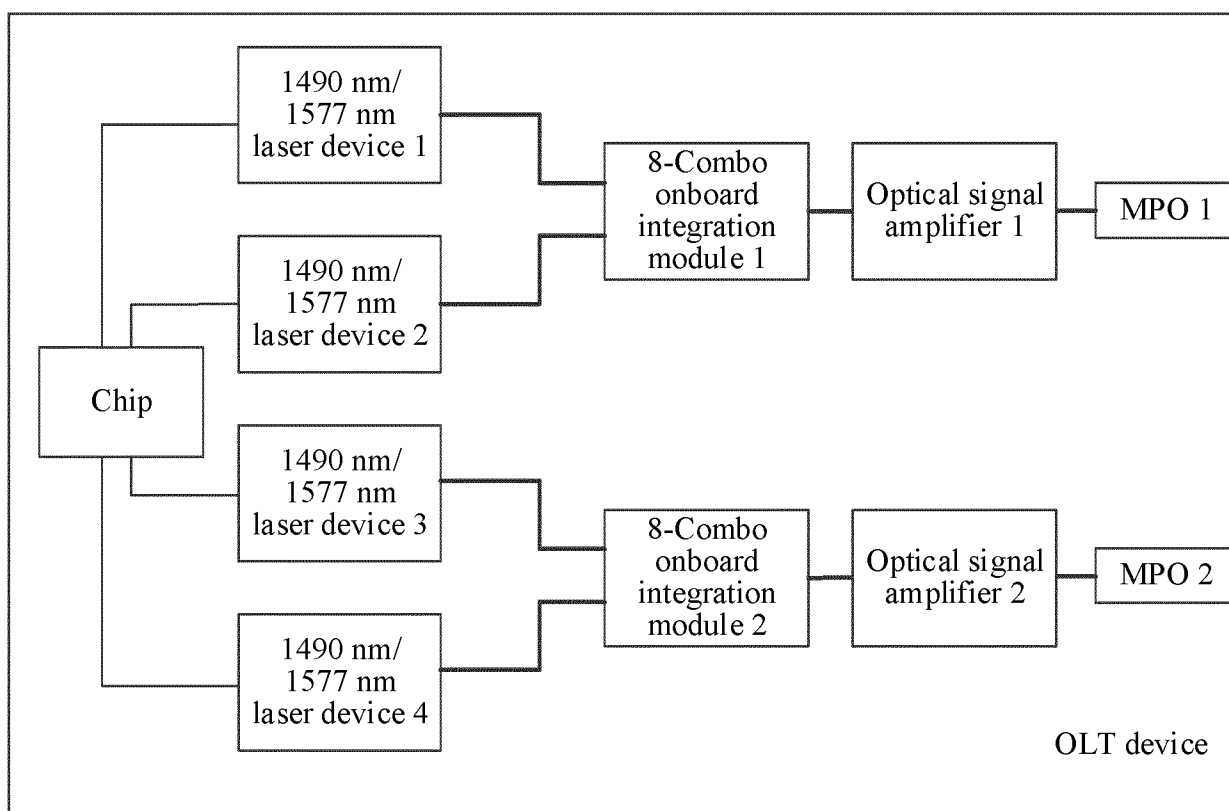 1490 nm/
1577 nm
laser device 1
8-Combo
onboard
integration
module 1
Optical signal
amplifier 1
MPO 1
1490 nm/
1577 nm
laser device 2
Chip
1490 nm/
1577 nm
laser device 3
8-Combo
onboard
integration
module 2
Optical signal
amplifier 2
MPO 2
1490 nm/
1577 nm
laser device 4
OLT device